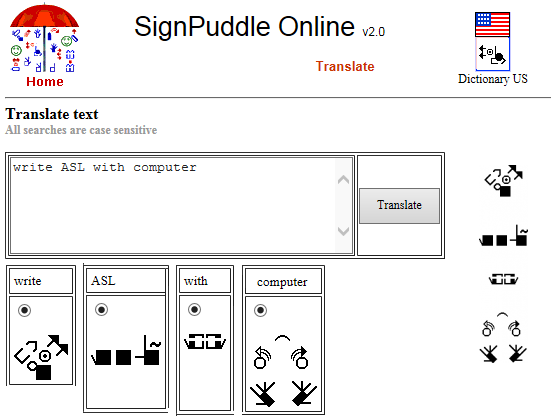 SignPuddle Online v2.0
Home
Translate
Dictionary US
Translate text
All searches are case sensitive
write ASL with computer
Translate
write
ASL
with
computer